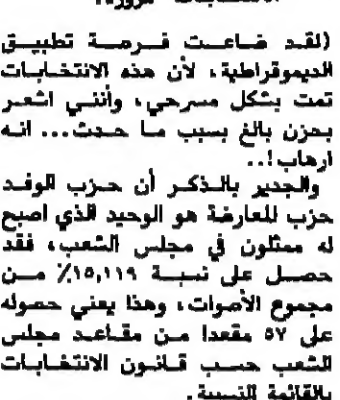 الانتخابات مزورة،
(لقد ضاعت فرصة تطبيق
الديموقراطية، لأن هذه الانتخابات
تمت بشكل مسرحي، وأنني اشعر
بحزن بالغ بسبب ما حدث... انه
ارهاب!..
والجدير بالذكر أن حزب الوفد
حزب المعارضة هو الوحيد الذي اصبح
له ممثلون في مجلس الشعب، فقد
حصل على نسبة ١٥,١١٩٪ من
مجموع الأصوات، وهذا يعني حصوله
على ٥٧ مقعدا من مقاعد مجلس
الشعب حسب قانون الانتخابات
بالقائمة النسبية.